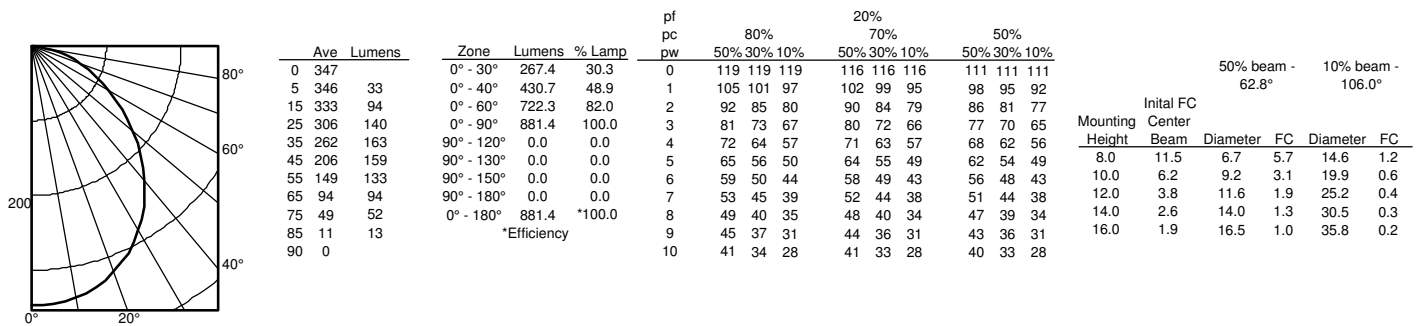 80°
60°
200
40°
0° 20°
Ave Lumens
0 347
5 346 33
15 333 94
25 306 140
35 262 163
45 206 159
55 149 133
65 94 94
75 49 52
85 11 13
90 0
Zone Lumens % Lamp
0° - 30° 267.4 30.3
0° - 40° 430.7 48.9
0° - 60° 722.3 82.0
0° - 90° 881.4 100.0
90° - 120° 0.0 0.0
90° - 130° 0.0 0.0
90° - 150° 0.0 0.0
90° - 180° 0.0 0.0
0° - 180° 881.4 *100.0
*Efficiency
pf 20%
pc 80% 70% 50%
pw 50% 30% 10% 50% 30% 10% 50% 30% 10%
0 119 119 119 116 116 116 111 111 111
1 105 101 97 102 99 95 98 95 92
2 92 85 80 90 84 79 86 81 77
3 81 73 67 80 72 66 77 70 65
4 72 64 57 71 63 57 68 62 56
5 65 56 50 64 55 49 62 54 49
6 59 50 44 58 49 43 56 48 43
7 53 45 39 52 44 38 51 44 38
8 49 40 35 48 40 34 47 39 34
9 45 37 31 44 36 31 43 36 31
10 41 34 28 41 33 28 40 33 28
50% beam - 10% beam -
62.8° 106.0°
Inital FC
Mounting Center
Height Beam Diameter FC Diameter FC
8.0 11.5 6.7 5.7 14.6 1.2
10.0 6.2 9.2 3.1 19.9 0.6
12.0 3.8 11.6 1.9 25.2 0.4
14.0 2.6 14.0 1.3 30.5 0.3
16.0 1.9 16.5 1.0 35.8 0.2